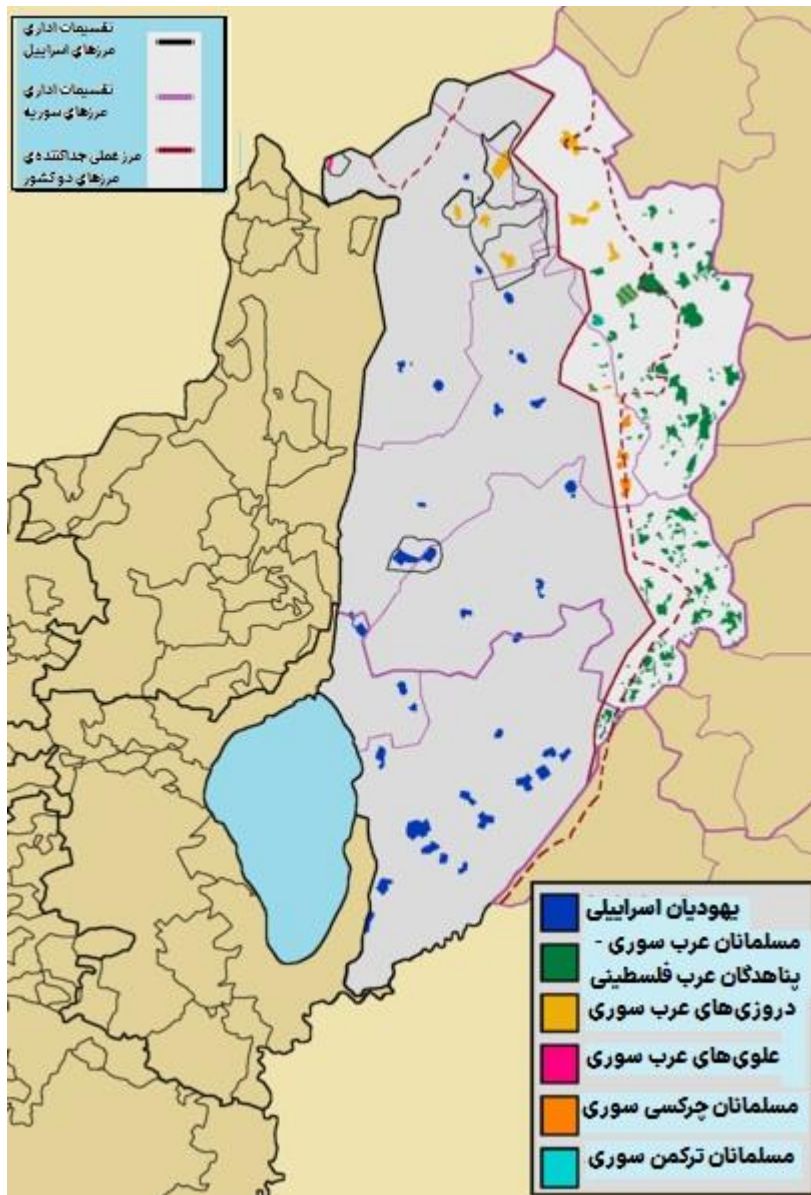 تقسیمات اداری
مرزهای اسراییل
تقسیمات اداری
مرزهای سوریه
مرز عملی جداکننده‌ی
مرزهای دو کشور
یهودیان اسراییلی
مسلمانان عرب سوری -
پناهدگان عرب فلسطینی
دروزی‌های عرب سوری
علوی‌های عرب سوری
مسلمانان چرکسی سوری
مسلمانان ترکمن سوری